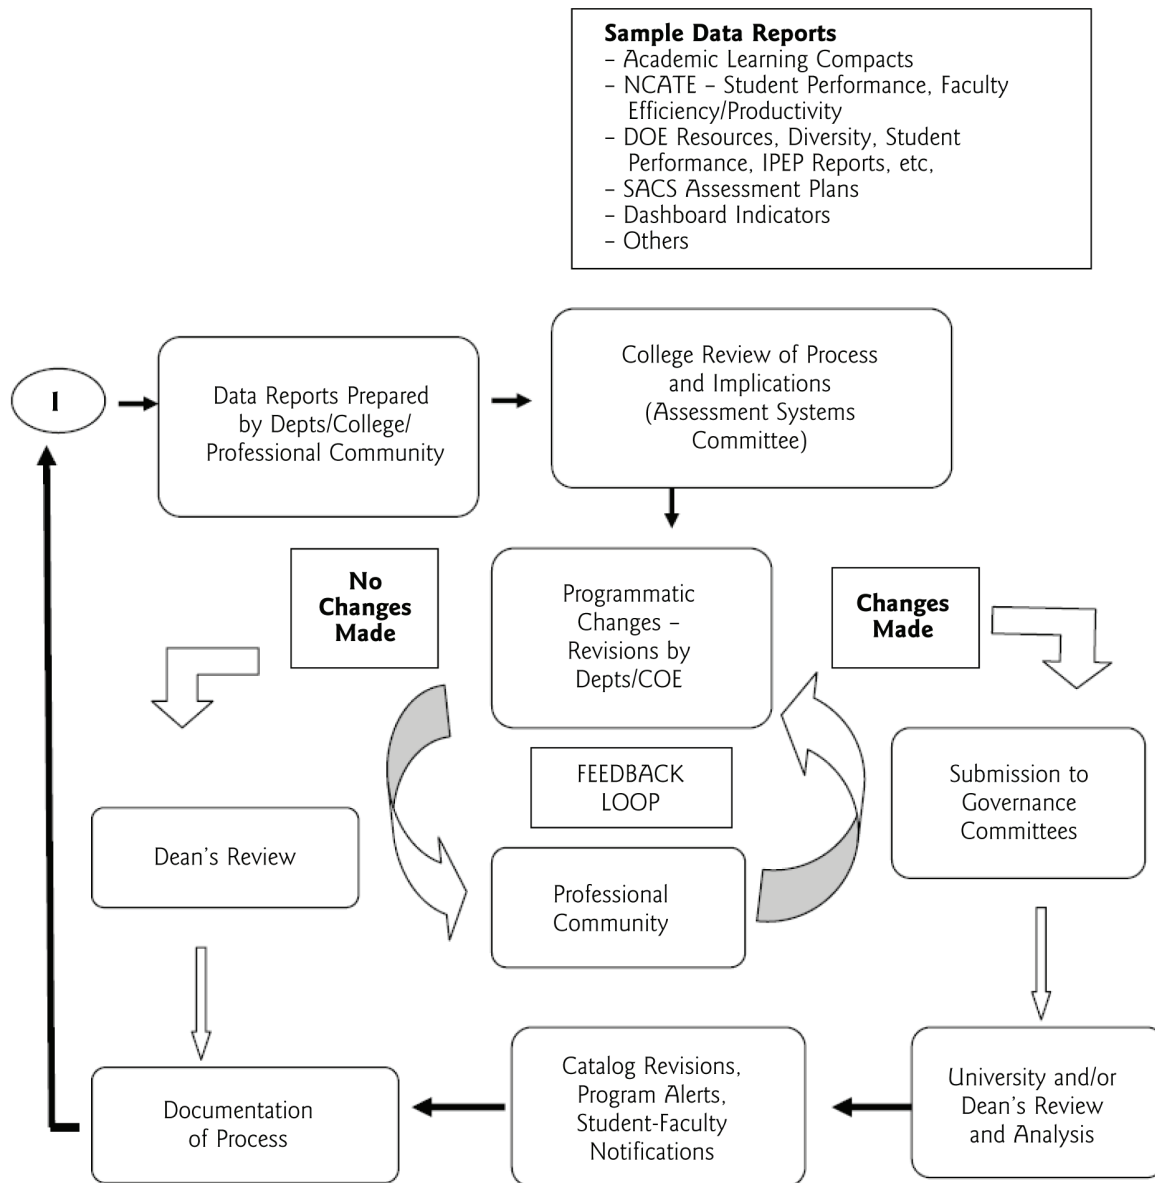 Sample Data Reports
– Academic Learning Compacts
– NCATE – Student Performance, Faculty
Efficiency/Productivity
– DOE Resources, Diversity, Student
Performance, IPEP Reports, etc,
– SACS Assessment Plans
– Dashboard Indicators
– Others
I
Data Reports Prepared
by Depts/College/
Professional Community
College Review of Process
and Implications
(Assessment Systems
Committee)
No
Changes
Made
Programmatic
Changes –
Revisions by
Depts/COE
Changes
Made
FEEDBACK
LOOP
Dean’s Review
Professional
Community
Submission to
Governance
Committees
Documentation
of Process
Catalog Revisions,
Program Alerts,
Student-Faculty
Notifications
University and/or
Dean’s Review
and Analysis